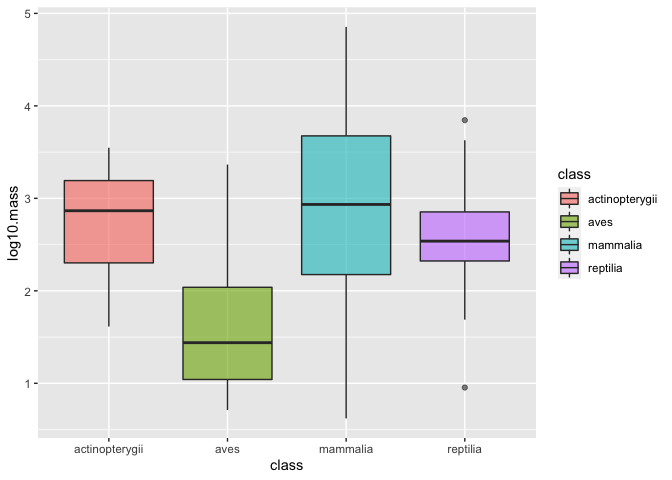 log10.mass
5
4
3
2
1
actinopterygii aves mammalia reptilia
class
class
actinopterygii
aves
mammalia
reptilia